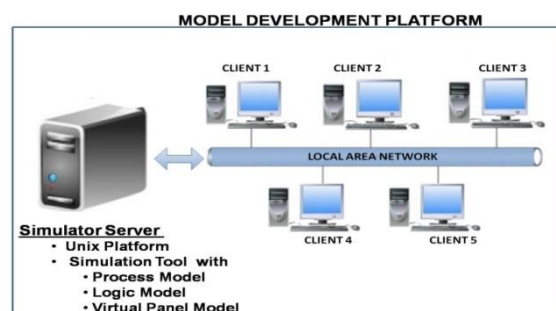 MODEL DEVELOPMENT PLATFORM
CLIENT 1
CLIENT 2
CLIENT 3
LOCAL AREA NETWORK
CLIENT 4
CLIENT 5
Simulator Server
• Unix Platform
• Simulation Tool with
• Process Model
• Logic Model
• Virtual Panel Model